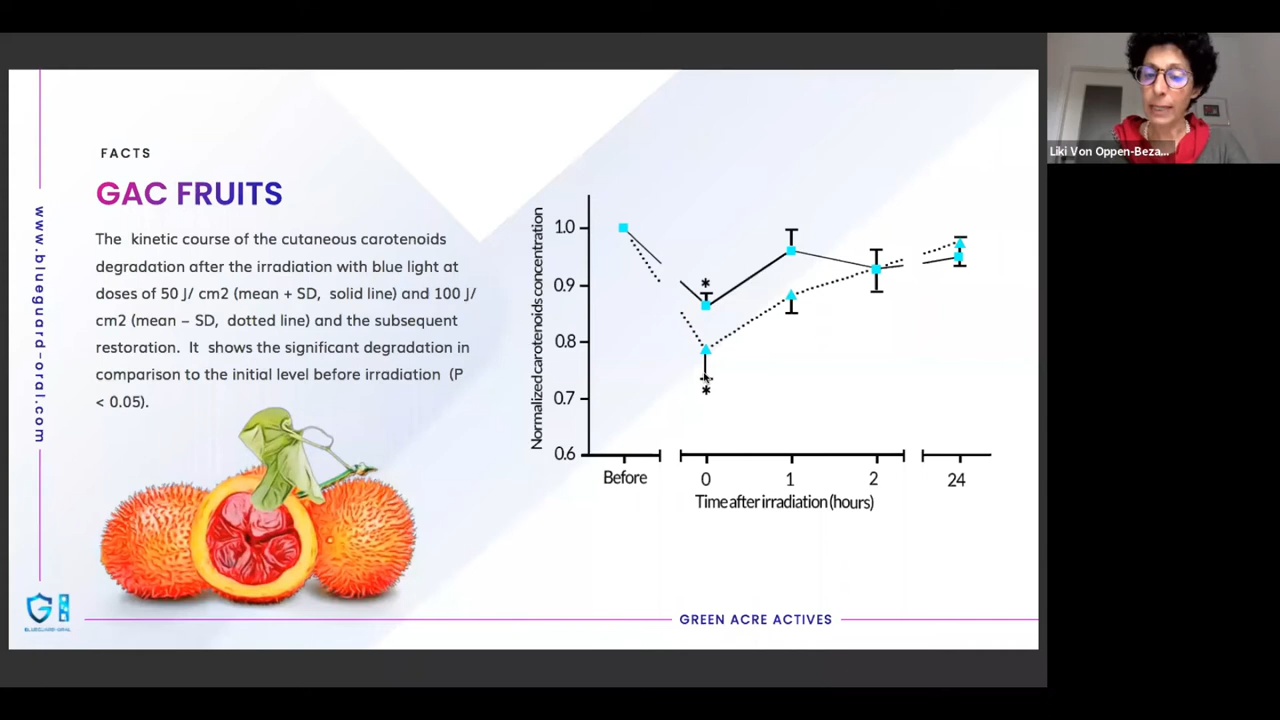 Liki Von Oppen-Beza...
FACTS
GAC FRUITS
The kinetic course of the cutaneous carotenoids
degradation after the irradiation with blue light at
doses of 50 J/ cm2 (mean + SD, solid line) and 100 J/
cm2 (mean – SD, dotted line) and the subsequent
restoration. It shows the significant degradation in
comparison to the initial level before irradiation (P
< 0.05).
www.blueguard-oral.com
Normalized carotenoids concentration
1.0
0.9
0.8
0.7
0.6
*
*
Before 0 1 2 24
Time after irradiation (hours)
GREEN ACRE ACTIVES